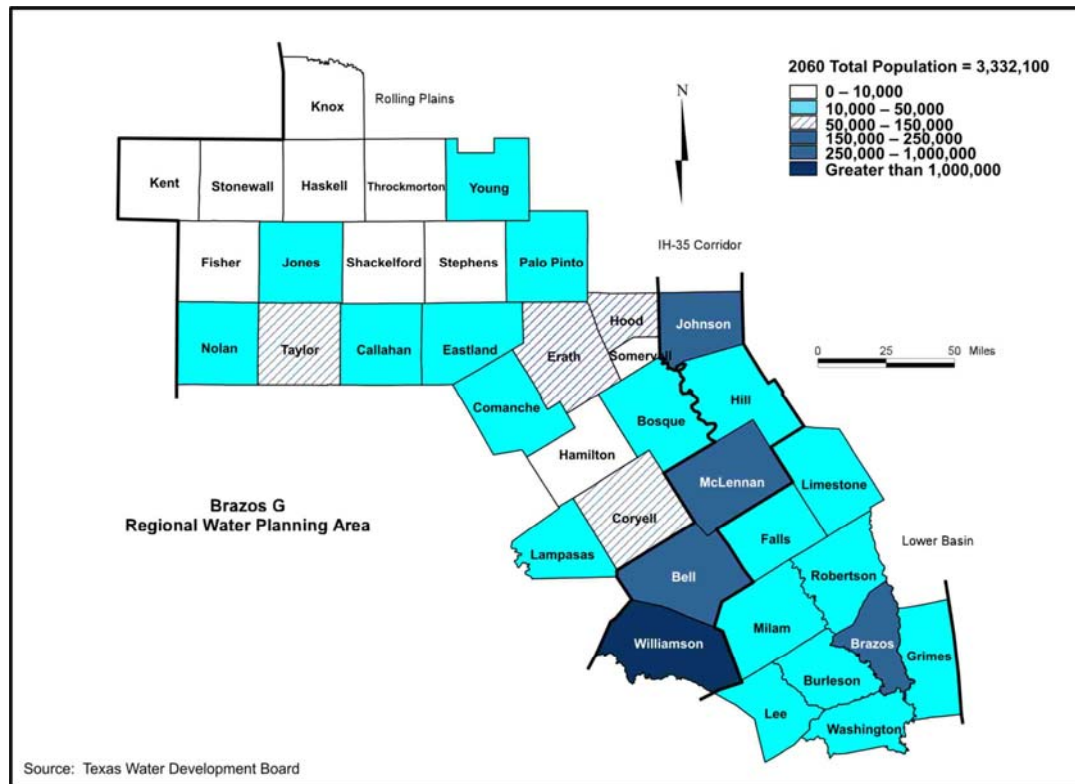 2060 Total Population = 3,332,100
0 – 10,000
10,000 – 50,000
50,000 – 150,000
150,000 – 250,000
250,000 – 1,000,000
Greater than 1,000,000
N
Rolling Plains
Knox
Kent
Stonewall
Haskell
Throckmorton
Young
Fisher
Jones
Shackelford
Stephens
Palo Pinto
IH-35 Corridor
Nolan
Taylor
Callahan
Eastland
Erath
Hood
Somervell
Johnson
0 25 50 Miles
Comanche
Bosque
Hill
Hamilton
McLennan
Limestone
Brazos G
Regional Water Planning Area
Coryell
Lampasas
Falls
Lower Basin
Bell
Robertson
Milam
Williamson
Brazos
Grimes
Burleson
Lee
Washington
Source: Texas Water Development Board